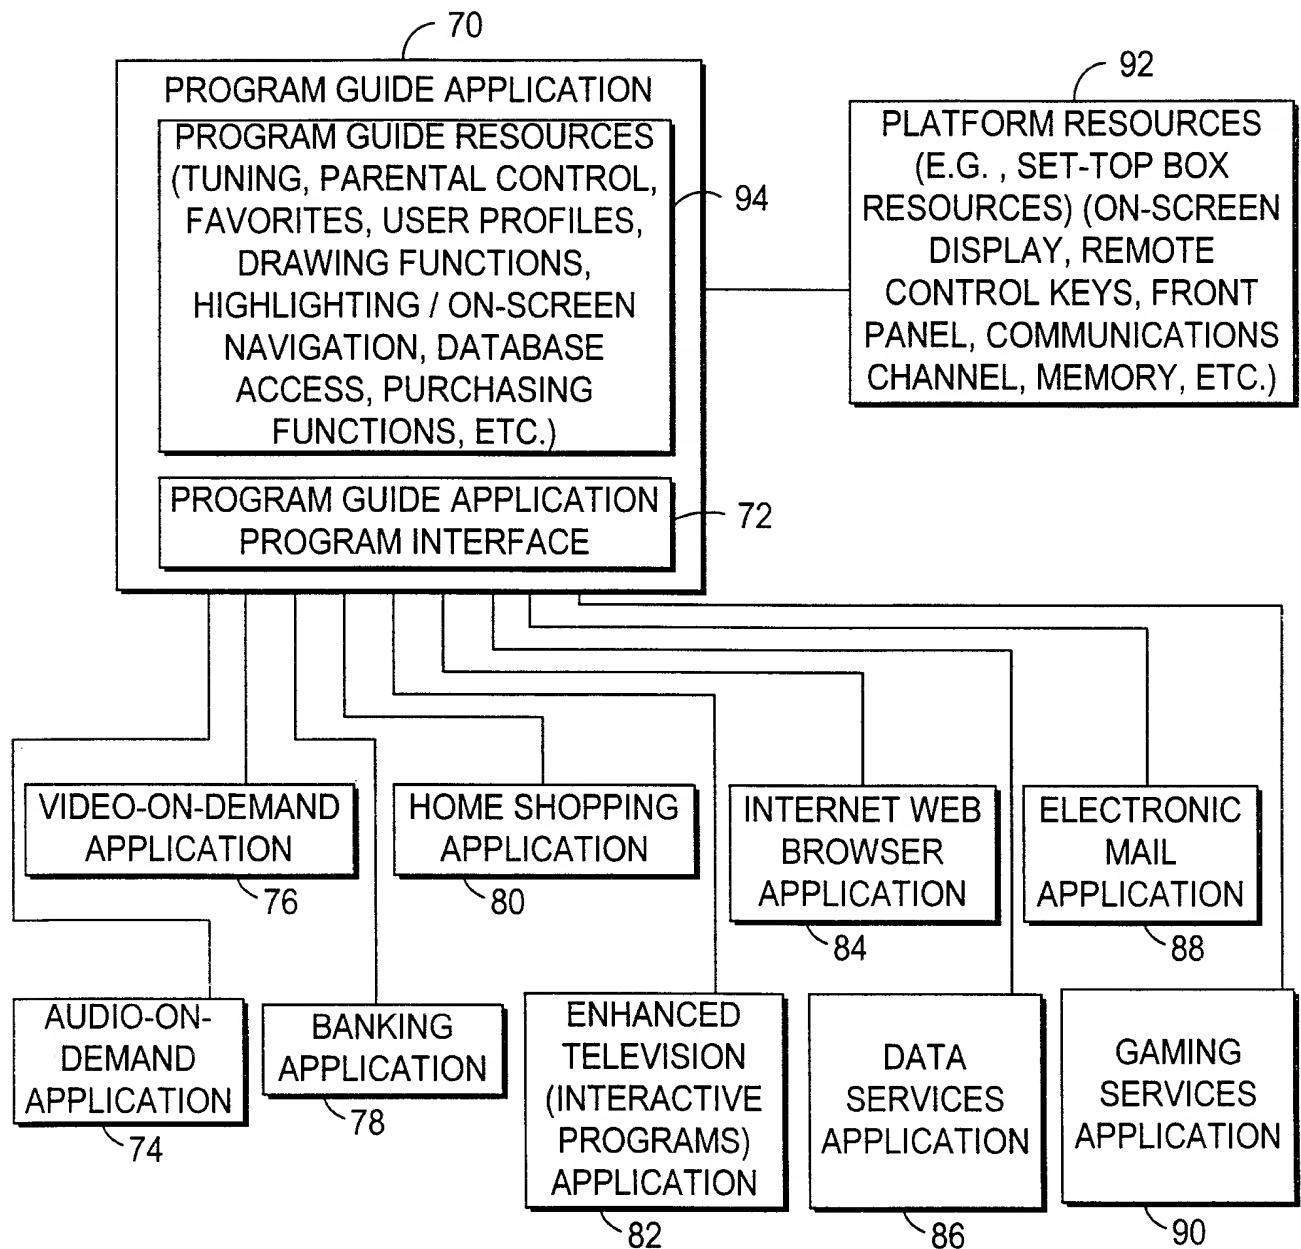 70
PROGRAM GUIDE APPLICATION
PROGRAM GUIDE RESOURCES
(TUNING, PARENTAL CONTROL,
FAVORITES, USER PROFILES,
DRAWING FUNCTIONS,
HIGHLIGHTING / ON-SCREEN
NAVIGATION, DATABASE
ACCESS, PURCHASING
FUNCTIONS, ETC.)
94
PROGRAM GUIDE APPLICATION
PROGRAM INTERFACE
72
92
PLATFORM RESOURCES
(E.G. , SET-TOP BOX
RESOURCES) (ON-SCREEN
DISPLAY, REMOTE
CONTROL KEYS, FRONT
PANEL, COMMUNICATIONS
CHANNEL, MEMORY, ETC.)
VIDEO-ON-DEMAND
APPLICATION
76
HOME SHOPPING
APPLICATION
80
INTERNET WEB
BROWSER
APPLICATION
84
ELECTRONIC
MAIL
APPLICATION
88
AUDIO-ON-
DEMAND
APPLICATION
74
BANKING
APPLICATION
78
ENHANCED
TELEVISION
(INTERACTIVE
PROGRAMS)
APPLICATION
82
DATA
SERVICES
APPLICATION
86
GAMING
SERVICES
APPLICATION
90